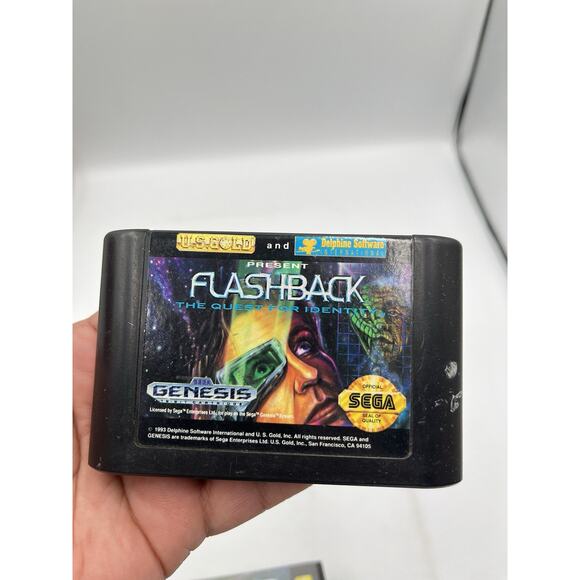 U.S. GOLD and Delphine Software
INTERNATIONAL
PRESENT
FLASHBACK
THE QUEST FOR IDENTITY
SEGA
GENESIS
OFFICIAL
SEGA
SEAL OF
QUALITY
Licensed by Sega™ Enterprises Ltd. for play on the Sega™ Genesis™ System.
© 1993 Delphine Software International and U. S. Gold, Inc. All rights reserved. SEGA and
GENESIS are trademarks of Sega Enterprises Ltd. U.S. Gold, Inc., San Francisco, CA 94105